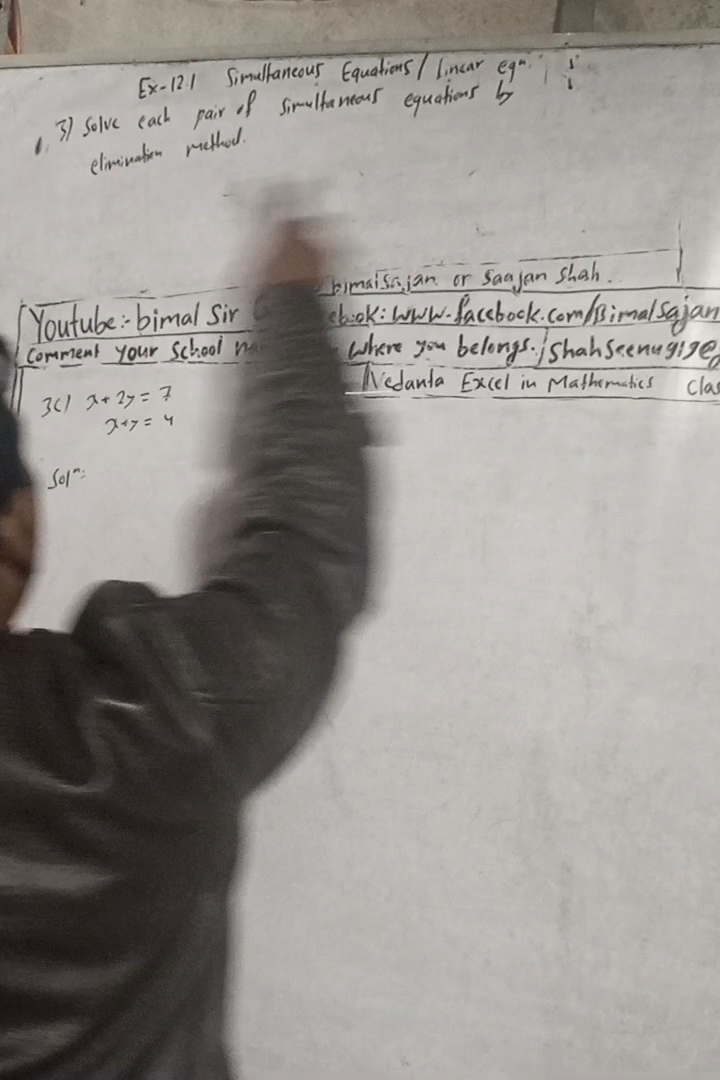 Ex-12.1 Simultaneous Equations/ linear eqn. :
3) Solve each pair of simultaneous equations by
elimination method.
bimalsajan or Saajan Shah.
Youtube:- bimal Sir
ebook: www.facebook.com/Bimalsajan
Comment your School
where you belongs.
Vedanta Excel in Mathematics Clas
3c) x+2y = 7
x+y = 4
Soln: